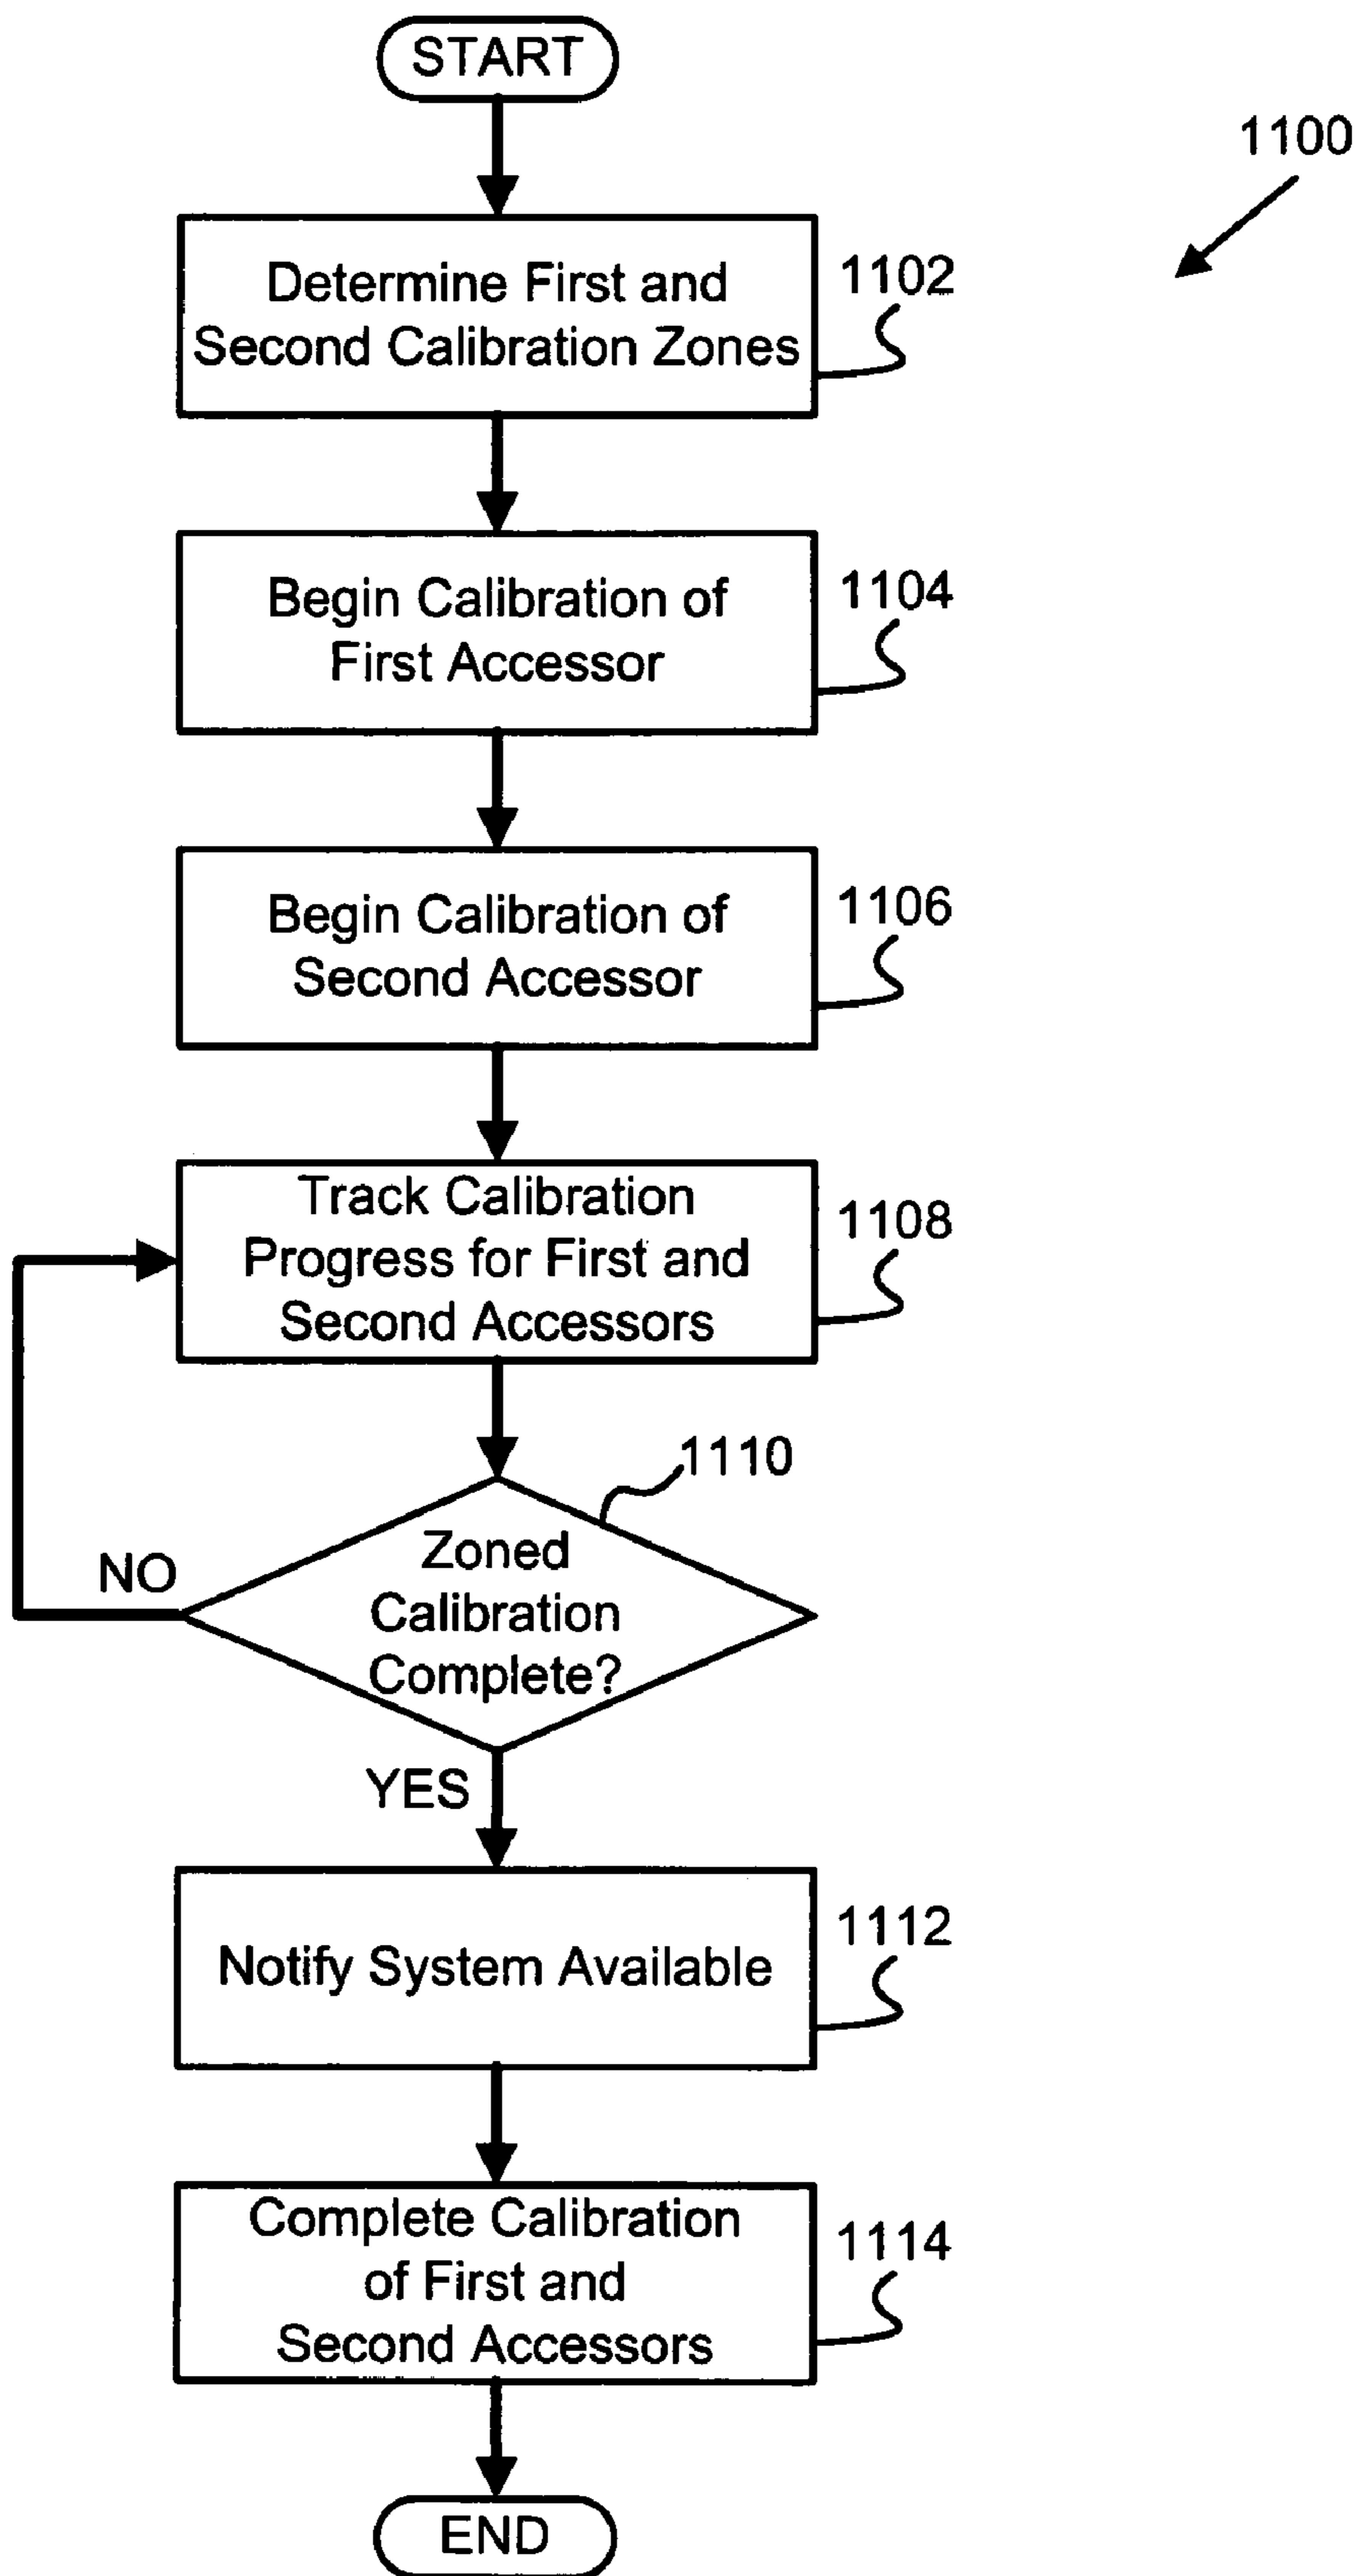 START
1100
Determine First and
Second Calibration Zones
1102
Begin Calibration of
First Accessor
1104
Begin Calibration of
Second Accessor
1106
Track Calibration
Progress for First and
Second Accessors
1108
1110
Zoned
Calibration
Complete?
NO
YES
Notify System Available
1112
Complete Calibration
of First and
Second Accessors
1114
END